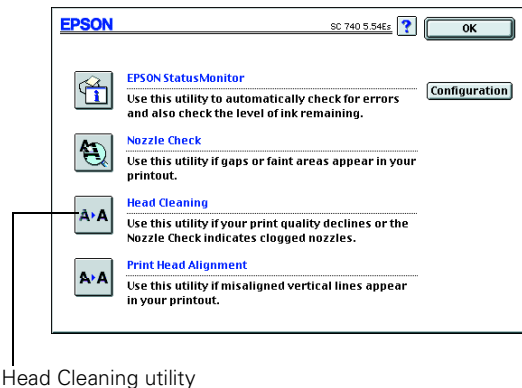 EPSON
SC 740 5.54Es
?
OK
EPSON StatusMonitor
Use this utility to automatically check for errors
and also check the level of ink remaining.
Configuration
Nozzle Check
Use this utility if gaps or faint areas appear in your
printout.
Head Cleaning
Use this utility if your print quality declines or the
Nozzle Check indicates clogged nozzles.
Print Head Alignment
Use this utility if misaligned vertical lines appear
in your printout.
Head Cleaning utility